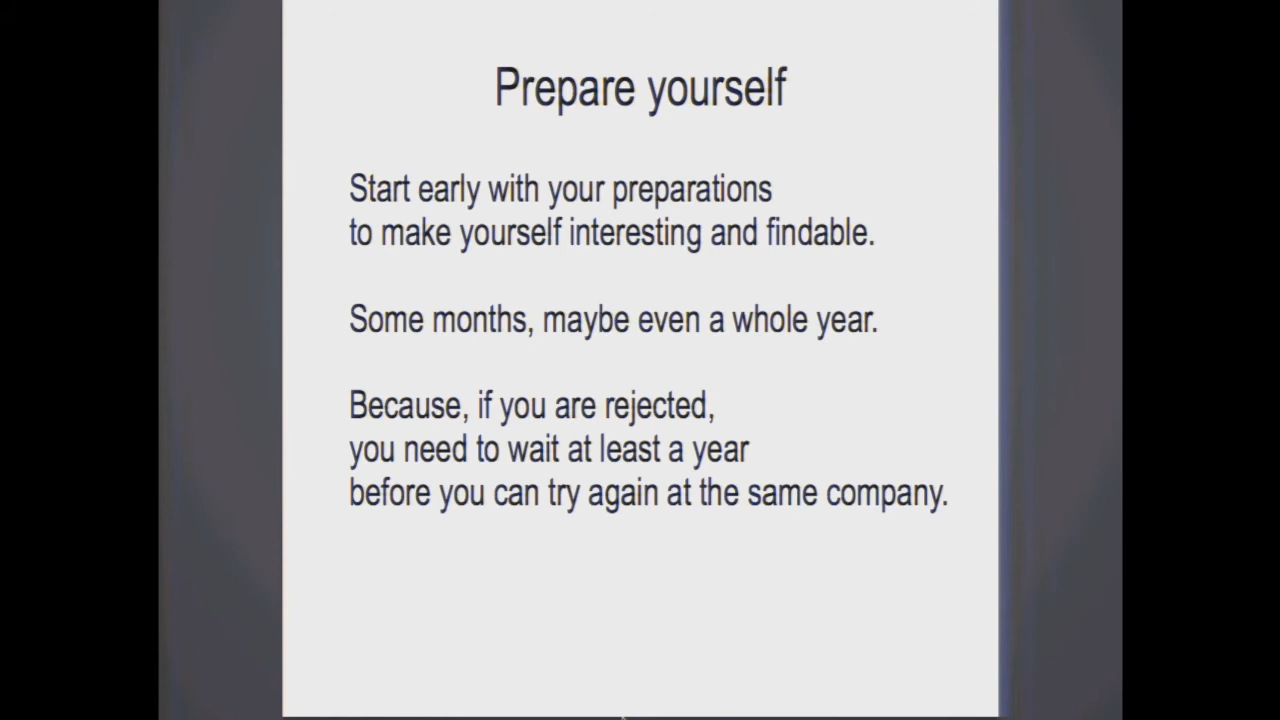 Prepare yourself
Start early with your preparations
to make yourself interesting and findable.
Some months, maybe even a whole year.
Because, if you are rejected,
you need to wait at least a year
before you can try again at the same company.